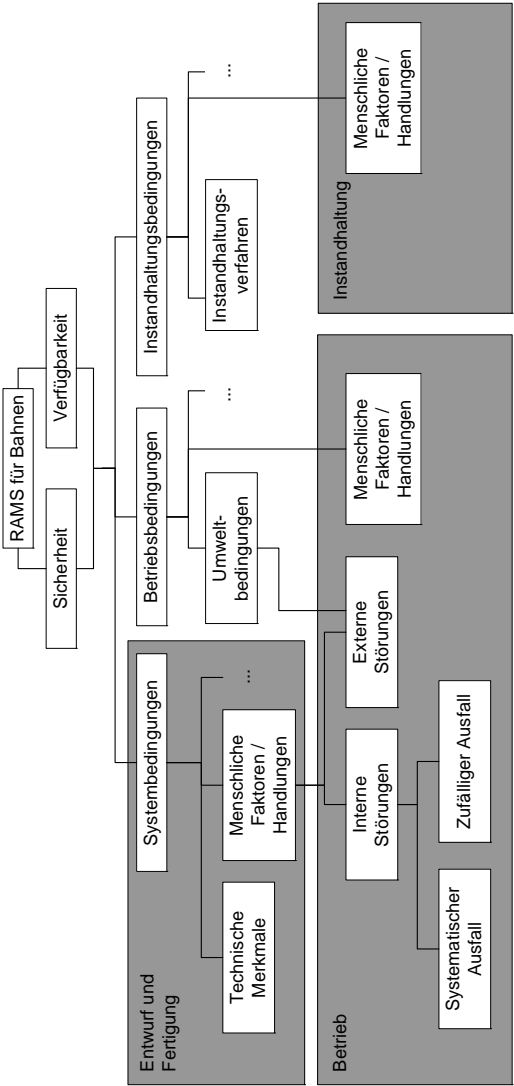 RAMS für Bahnen
Sicherheit
Verfügbarkeit
Entwurf und
Fertigung
Systembedingungen
Betriebsbedingungen
Instandhaltungsbedingungen
Technische
Merkmale
Menschliche
Faktoren /
Handlungen
...
Umwelt-
bedingungen
...
Instandhaltungs-
verfahren
...
Betrieb
Interne
Störungen
Externe
Störungen
Menschliche
Faktoren /
Handlungen
Systematischer
Ausfall
Zufälliger Ausfall
Instandhaltung
Menschliche
Faktoren /
Handlungen